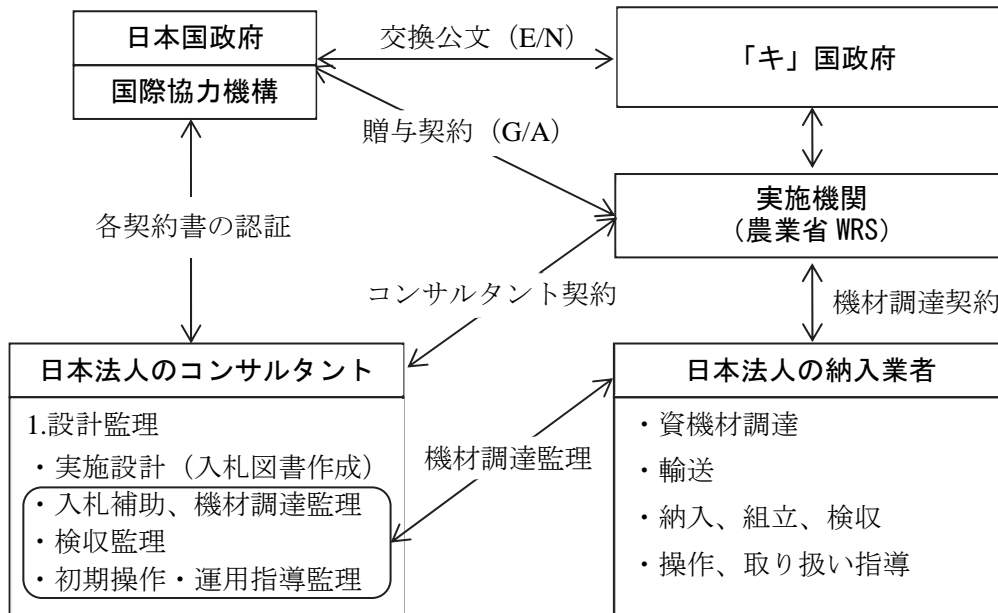 日本国政府
国際協力機構
交換公文（E/N）
「キ」国政府
贈与契約（G/A）
実施機関
（農業省 WRS）
各契約書の認証
コンサルタント契約
機材調達契約
日本法人のコンサルタント
1.設計監理
・実施設計（入札図書作成）
・入札補助、機材調達監理
・検収監理
・初期操作・運用指導監理
機材調達監理
日本法人の納入業者
・資機材調達
・輸送
・納入、組立、検収
・操作、取り扱い指導